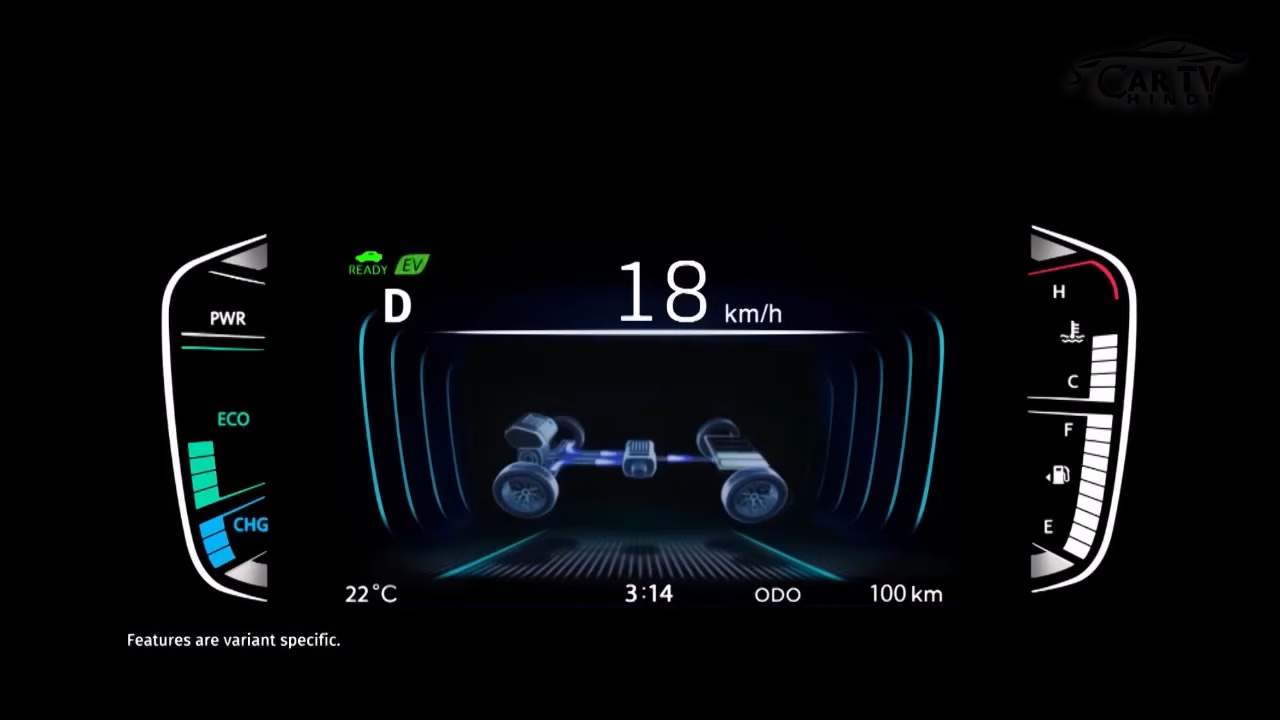 CAR TV
HINDI
READY EV
D
18 km/h
PWR
ECO
CHG
H
C
F
E
22°C
3:14
ODO
100 km
Features are variant specific.